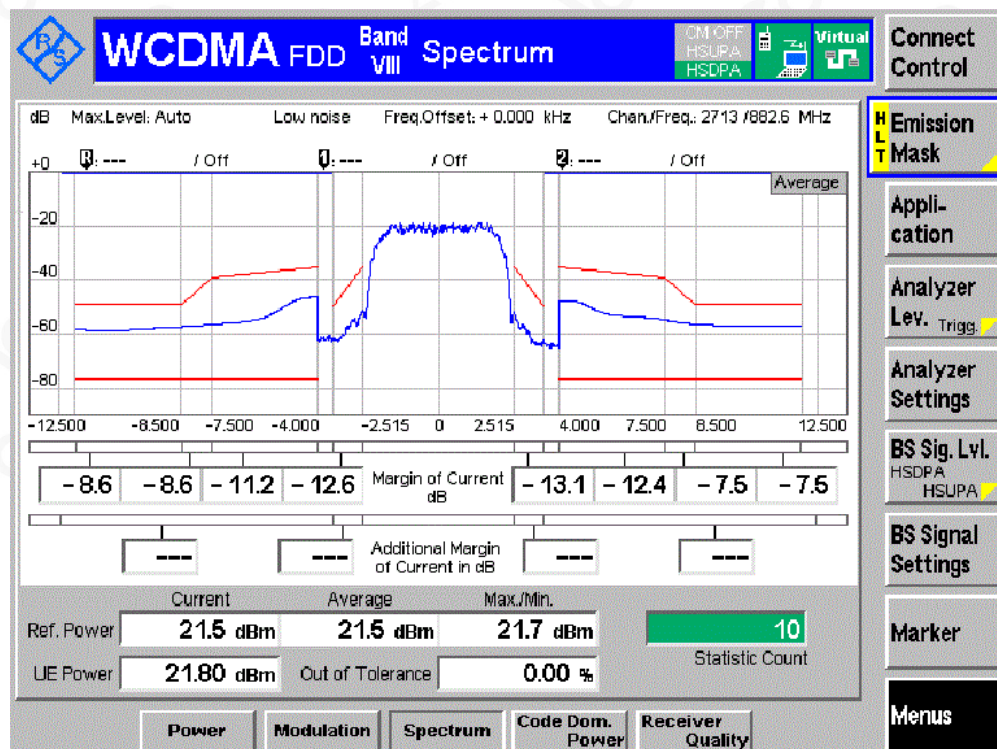 R&S
WCDMA FDD Band VIII Spectrum
CM OFF
HSUPA
HSDPA
Virtual
Connect Control
dB Max.Level: Auto Low noise Freq.Offset: + 0.000 kHz Chan./Freq.: 2713 /882.6 MHz
R: --- / Off 1: --- / Off 2: --- / Off
Average
+0
-20
-40
-60
-80
-12.500 -8.500 -7.500 -4.000 -2.515 0 2.515 4.000 7.500 8.500 12.500
- 8.6 - 8.6 - 11.2 - 12.6 Margin of Current dB - 13.1 - 12.4 - 7.5 - 7.5
--- --- Additional Margin of Current in dB --- ---
Current Average Max./Min.
Ref. Power 21.5 dBm 21.5 dBm 21.7 dBm 10
Statistic Count
UE Power 21.80 dBm Out of Tolerance 0.00 %
HLT
Emission Mask
Appli-
cation
Analyzer
Lev. Trigg.
Analyzer
Settings
BS Sig. Lvl.
HSDPA
HSUPA
BS Signal
Settings
Marker
Menus
Power Modulation Spectrum Code Dom. Power Receiver Quality